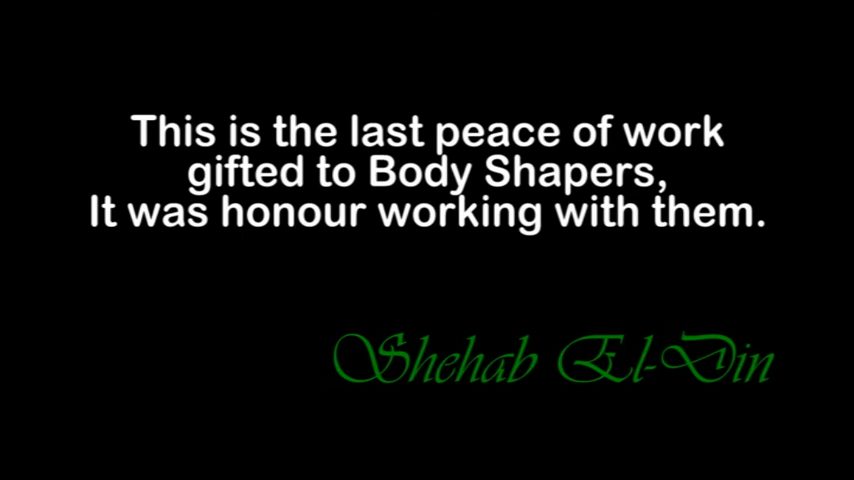 This is the last peace of work
gifted to Body Shapers,
It was honour working with them.
Shehab El-Din